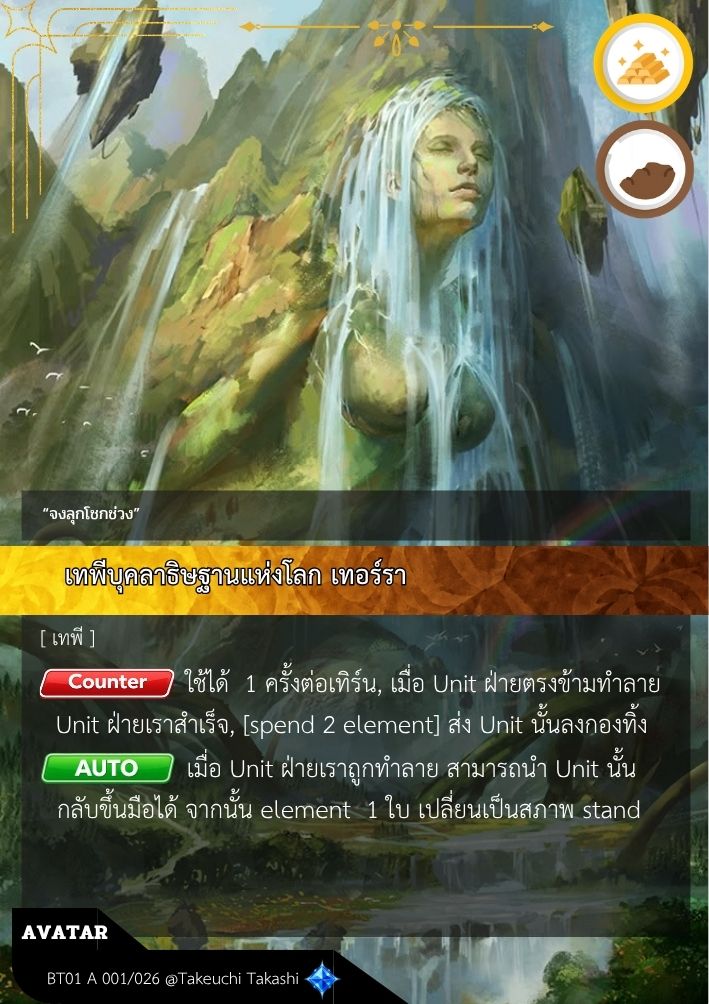 “จงลุกโชกช่วง”
เทพีบุคลาธิษฐานแห่งโลก เทอร์รา
[ เทพี ]
Counter ใช้ได้ 1 ครั้งต่อเทิร์น, เมื่อ Unit ฝ่ายตรงข้ามทำลาย
Unit ฝ่ายเราสำเร็จ, [spend 2 element] ส่ง Unit นั้นลงกองทิ้ง
AUTO เมื่อ Unit ฝ่ายเราถูกทำลาย สามารถนำ Unit นั้น
กลับขึ้นมือได้ จากนั้น element 1 ใบ เปลี่ยนเป็นสภาพ stand
AVATAR
BT01 A 001/026 @Takeuchi Takashi